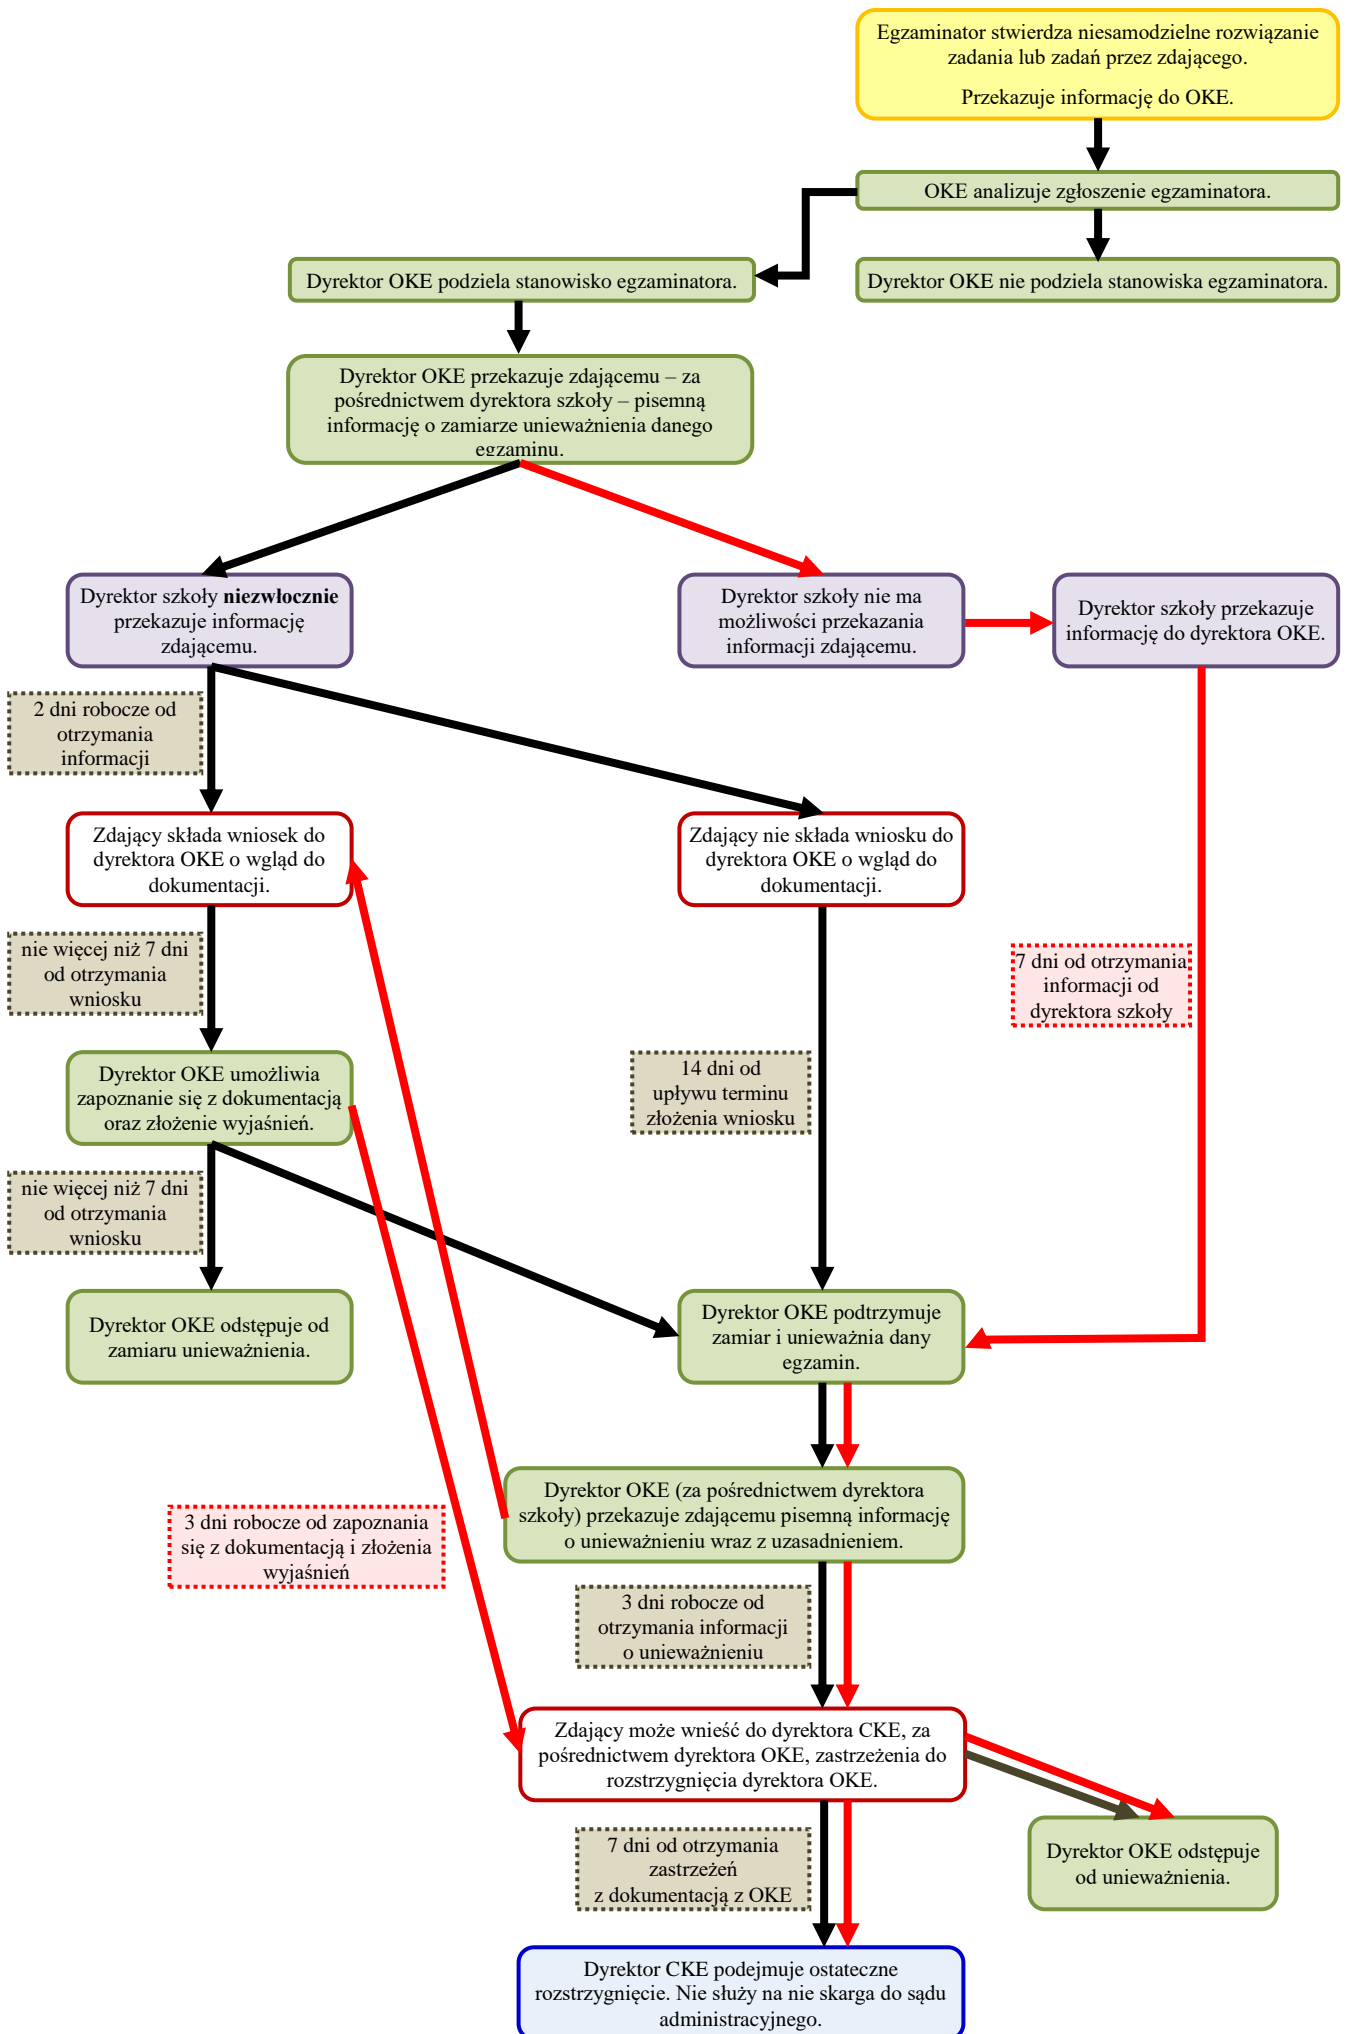 Egzaminator stwierdza niesamodzielne rozwiązanie
zadania lub zadań przez zdającego.
Przekazuje informację do OKE.
OKE analizuje zgłoszenie egzaminatora.
Dyrektor OKE podziela stanowisko egzaminatora.
Dyrektor OKE nie podziela stanowiska egzaminatora.
Dyrektor OKE przekazuje zdającemu – za
pośrednictwem dyrektora szkoły – pisemną
informację o zamiarze unieważnienia danego
egzaminu.
Dyrektor szkoły niezwłocznie
przekazuje informację
zdającemu.
Dyrektor szkoły nie ma
możliwości przekazania
informacji zdającemu.
Dyrektor szkoły przekazuje
informację do dyrektora OKE.
2 dni robocze od
otrzymania
informacji
Zdający składa wniosek do
dyrektora OKE o wgląd do
dokumentacji.
Zdający nie składa wniosku do
dyrektora OKE o wgląd do
dokumentacji.
nie więcej niż 7 dni
od otrzymania
wniosku
7 dni od otrzymania
informacji od
dyrektora szkoły
Dyrektor OKE umożliwia
zapoznanie się z dokumentacją
oraz złożenie wyjaśnień.
14 dni od
upływu terminu
złożenia wniosku
nie więcej niż 7 dni
od otrzymania
wniosku
Dyrektor OKE odstępuje od
zamiaru unieważnienia.
Dyrektor OKE podtrzymuje
zamiar i unieważnia dany
egzamin.
Dyrektor OKE (za pośrednictwem dyrektora
szkoły) przekazuje zdającemu pisemną informację
o unieważnieniu wraz z uzasadnieniem.
3 dni robocze od zapoznania
się z dokumentacją i złożenia
wyjaśnień
3 dni robocze od
otrzymania informacji
o unieważnieniu
Zdający może wnieść do dyrektora CKE, za
pośrednictwem dyrektora OKE, zastrzeżenia do
rozstrzygnięcia dyrektora OKE.
7 dni od otrzymania
zastrzeżeń
z dokumentacją z OKE
Dyrektor OKE odstępuje
od unieważnienia.
Dyrektor CKE podejmuje ostateczne
rozstrzygnięcie. Nie służy na nie skarga do sądu
administracyjnego.